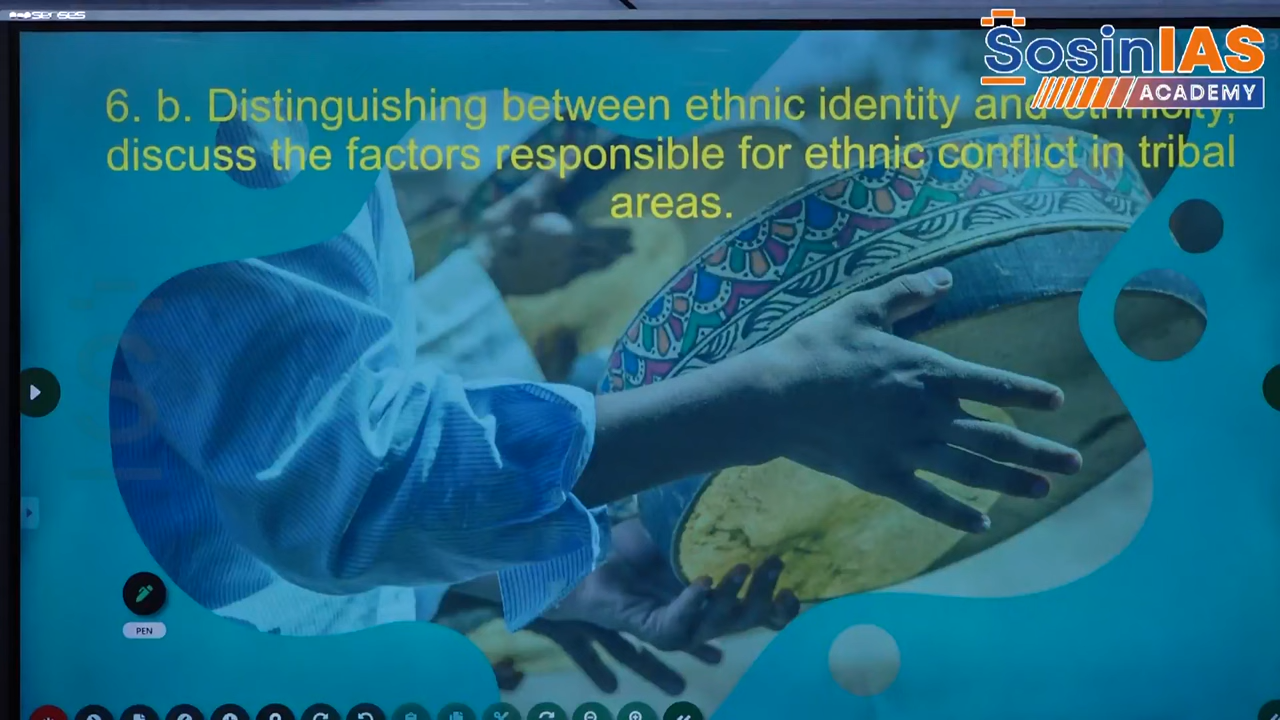 SosinIAS
ACADEMY
6. b. Distinguishing between ethnic identity and ethnicity,
discuss the factors responsible for ethnic conflict in tribal
areas.
PEN